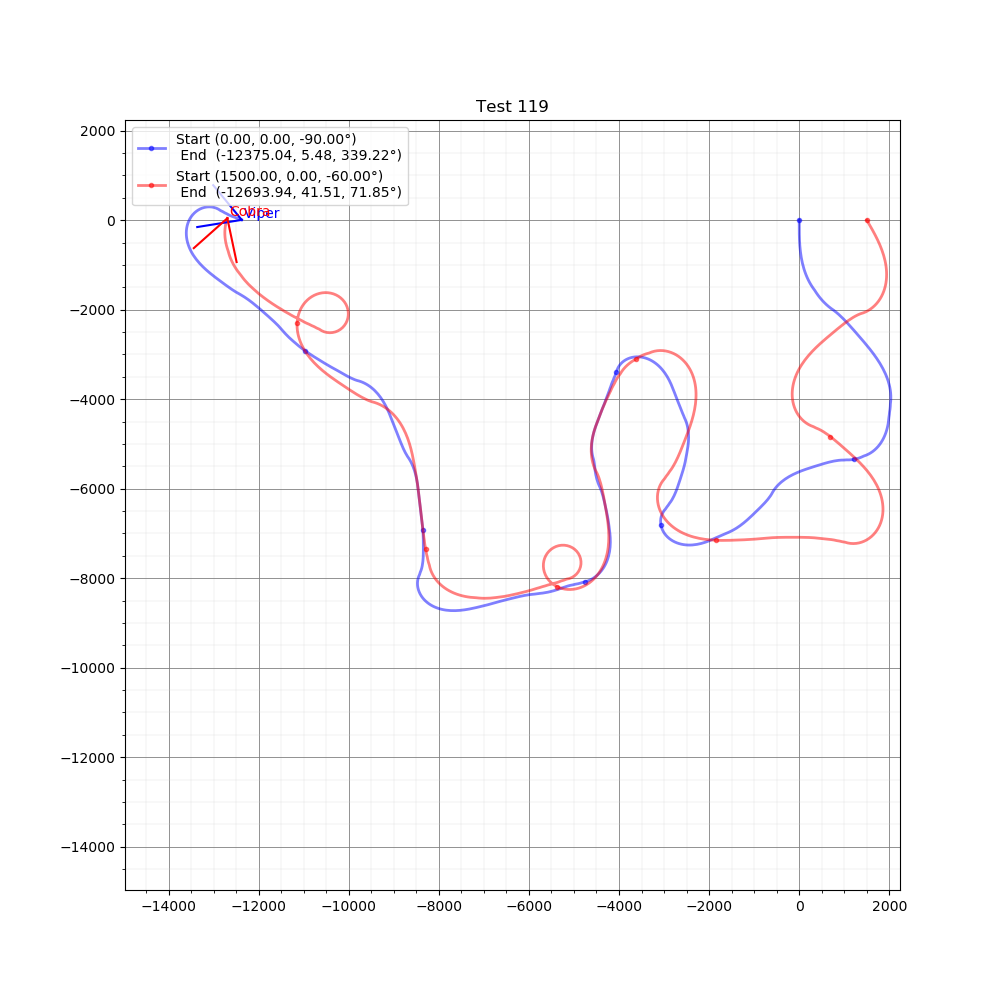 Test 119
Start (0.00, 0.00, -90.00°)
End (-12375.04, 5.48, 339.22°)
Start (1500.00, 0.00, -60.00°)
End (-12693.94, 41.51, 71.85°)
Cobra
Viper
2000
0
−2000
−4000
−6000
−8000
−10000
−12000
−14000
−14000 −12000 −10000 −8000 −6000 −4000 −2000 0 2000